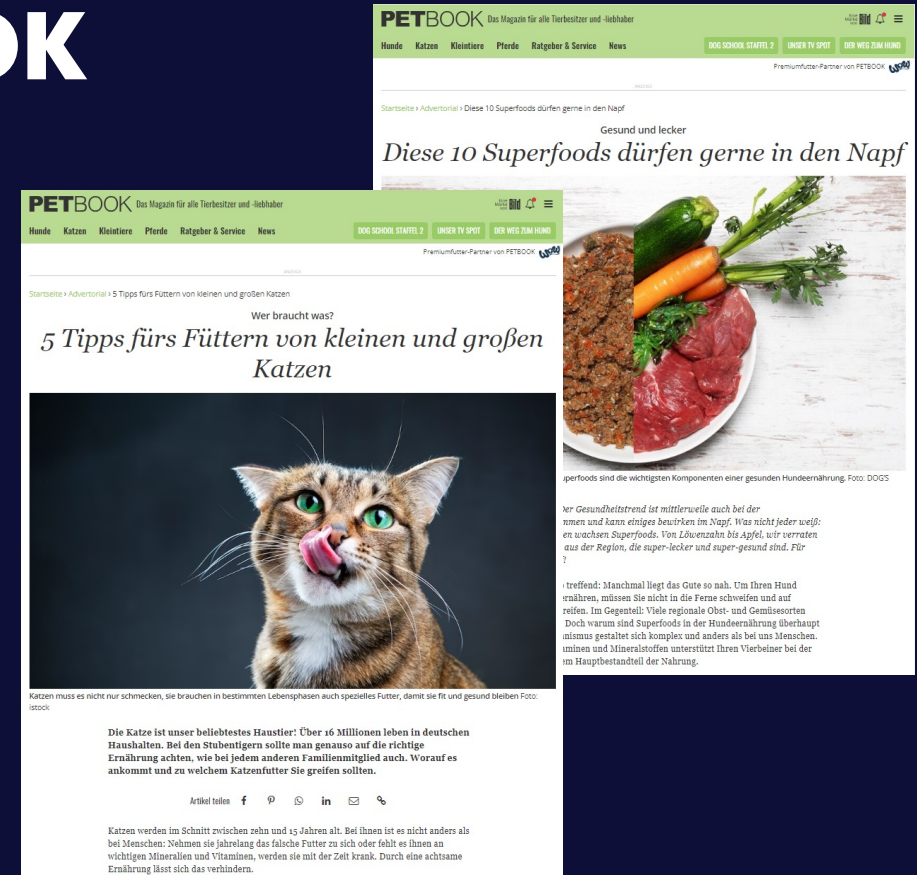 OK
PETBOOK Das Magazin für alle Tierbesitzer und -liebhaber
Bild
Hunde Katzen Kleintiere Pferde Ratgeber & Service News
DOG SCHOOL STAFFEL 2 UNSER TV SPOT DER WEG ZUM HUND
Premiumfutter-Partner von PETBOOK
ANZEIGE
Startseite › Advertorial › Diese 10 Superfoods dürfen gerne in den Napf
Gesund und lecker
Diese 10 Superfoods dürfen gerne in den Napf
sind die wichtigsten Komponenten einer gesunden Hundeernährung. Foto: DOG'S
Der Gesundheitstrend ist mittlerweile auch bei der
und kann einiges bewirken im Napf. Was nicht jeder weiß:
wachsen Superfoods. Von Löwenzahn bis Apfel, wir verraten
aus der Region, die super-lecker und super-gesund sind. Für
?
treffend: Manchmal liegt das Gute so nah. Um Ihren Hund
müssen Sie nicht in die Ferne schweifen und auf
Im Gegenteil: Viele regionale Obst- und Gemüsesorten
Doch warum sind Superfoods in der Hundeernährung überhaupt
gestaltet sich komplex und anders als bei uns Menschen.
und Mineralstoffen unterstützt Ihren Vierbeiner bei der
Hauptbestandteil der Nahrung.
PETBOOK Das Magazin für alle Tierbesitzer und -liebhaber
Bild
Hunde Katzen Kleintiere Pferde Ratgeber & Service News
DOG SCHOOL STAFFEL 2 UNSER TV SPOT DER WEG ZUM HUND
Premiumfutter-Partner von PETBOOK
ANZEIGE
Startseite › Advertorial › 5 Tipps fürs Füttern von kleinen und großen Katzen
Wer braucht was?
5 Tipps fürs Füttern von kleinen und großen
Katzen
Katzen muss es nicht nur schmecken, sie brauchen in bestimmten Lebensphasen auch spezielles Futter, damit sie fit und gesund bleiben Foto:
istock
Die Katze ist unser beliebtestes Haustier! Über 16 Millionen leben in deutschen
Haushalten. Bei den Stubentigern sollte man genauso auf die richtige
Ernährung achten, wie bei jedem anderen Familienmitglied auch. Worauf es
ankommt und zu welchem Katzenfutter Sie greifen sollten.
Artikel teilen
Katzen werden im Schnitt zwischen zehn und 15 Jahren alt. Bei ihnen ist es nicht anders als
bei Menschen: Nehmen sie jahrelang das falsche Futter zu sich oder fehlt es ihnen an
wichtigen Mineralien und Vitaminen, werden sie mit der Zeit krank. Durch eine achtsame
Ernährung lässt sich das verhindern.